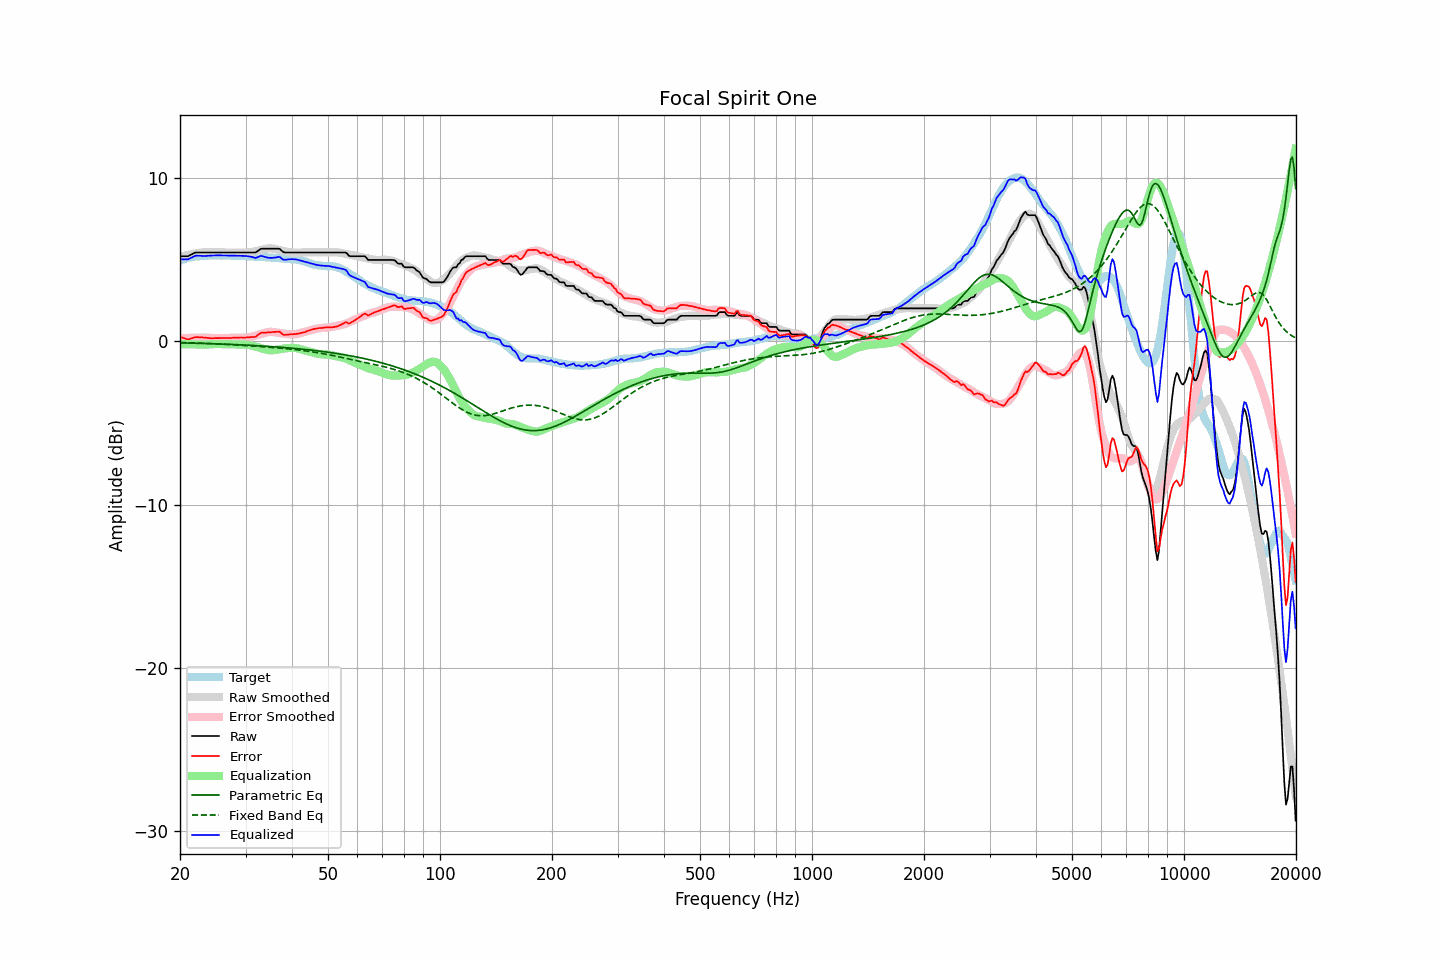 Focal Spirit One
10
0
−10
−20
−30
Amplitude (dBr)
Target
Raw Smoothed
Error Smoothed
Raw
Error
Equalization
Parametric Eq
Fixed Band Eq
Equalized
20 50 100 200 500 1000 2000 5000 10000 20000
Frequency (Hz)